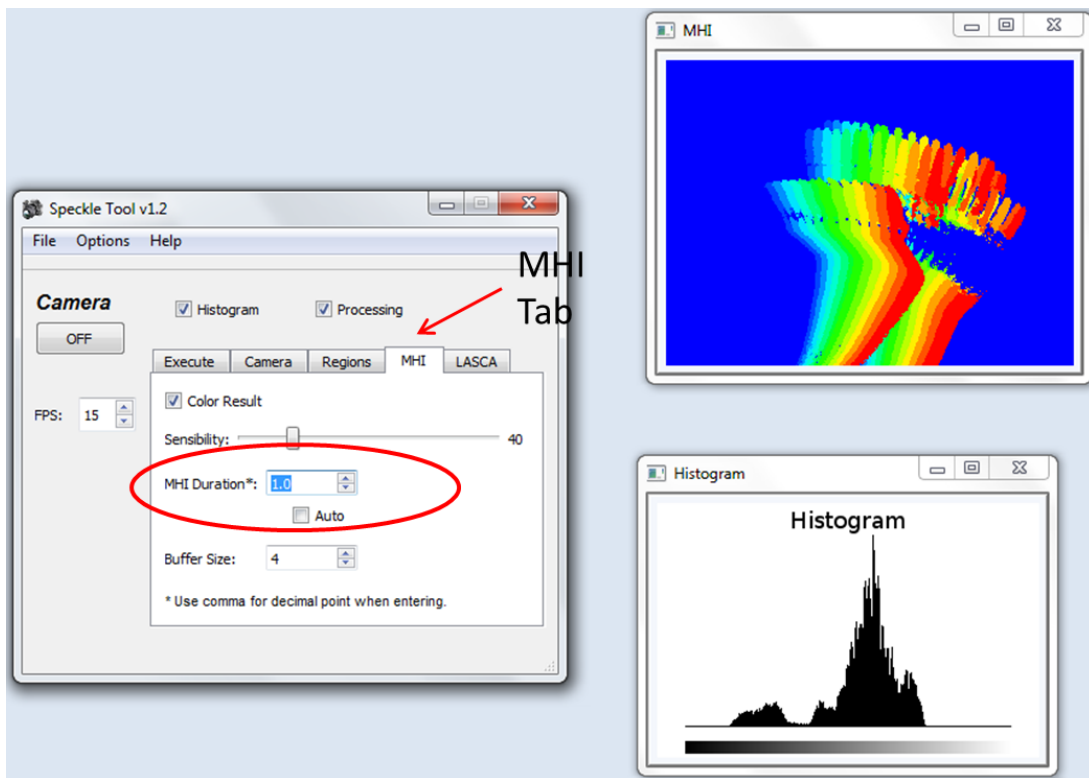 MHI
Speckle Tool v1.2
File Options Help
MHI
Tab
Camera
Histogram Processing
OFF
Execute Camera Regions MHI LASCA
Color Result
FPS: 15
Sensibility: 40
MHI Duration*: 1.0
Auto
Buffer Size: 4
* Use comma for decimal point when entering.
Histogram
Histogram